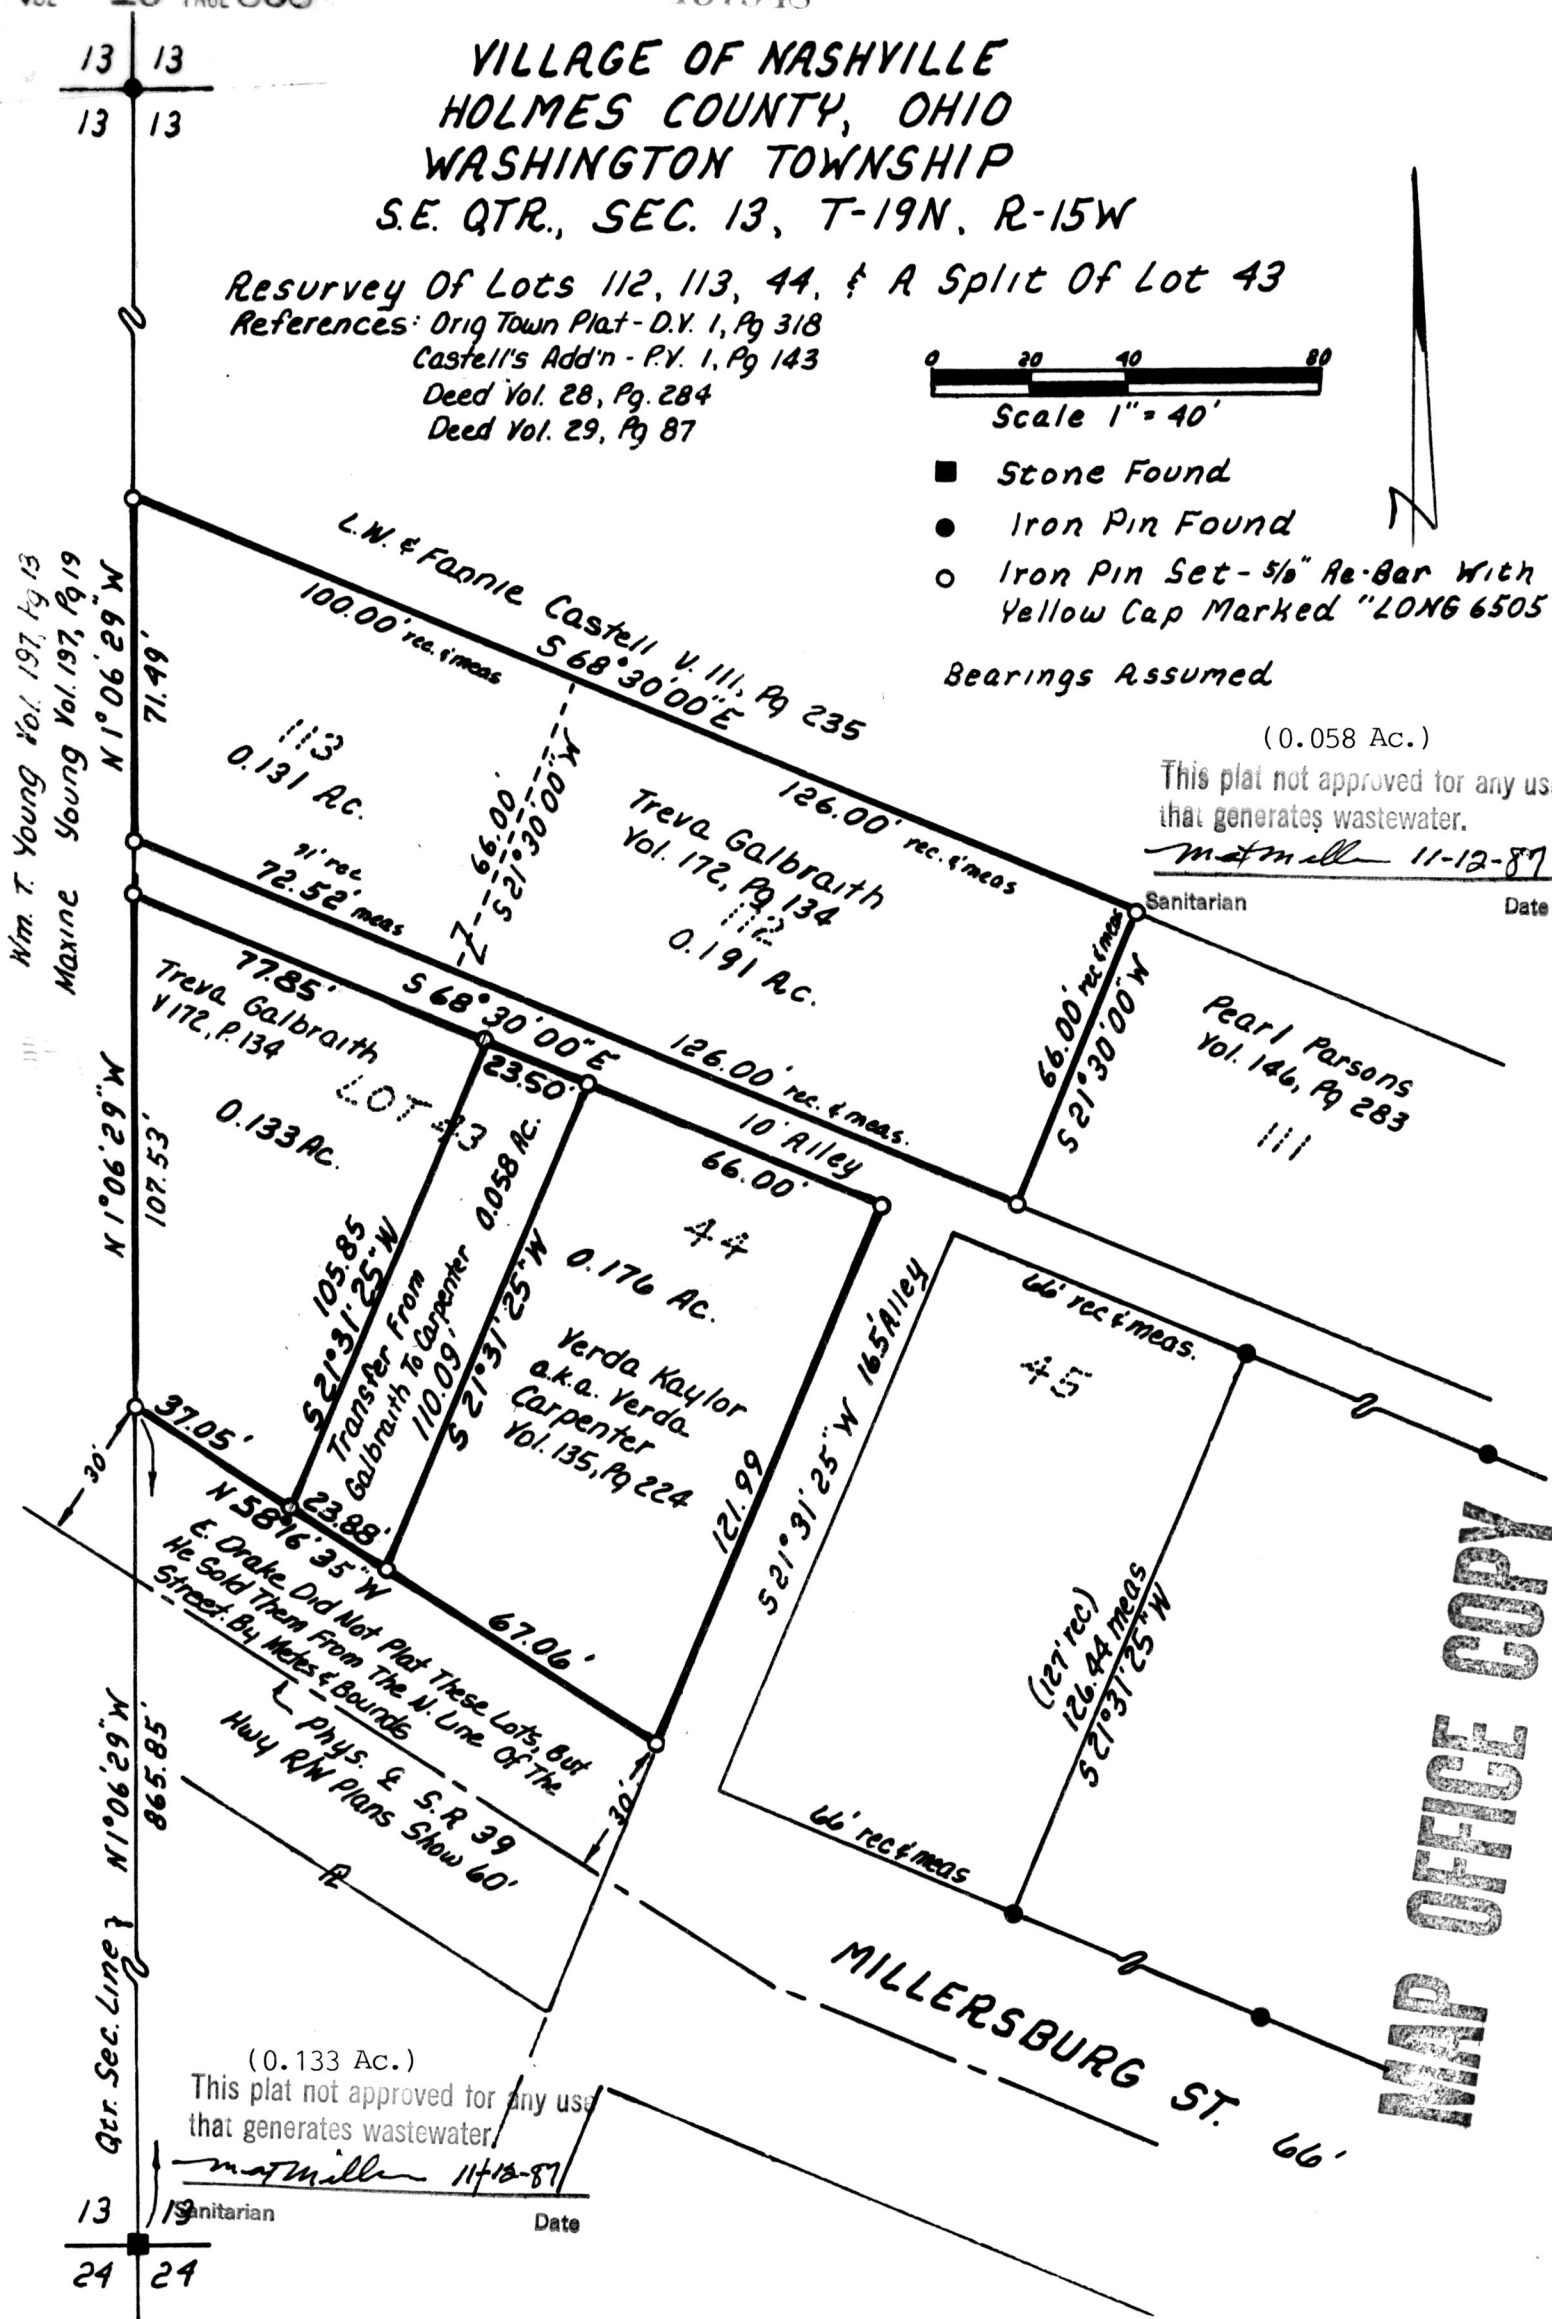 13 13
13 13
VILLAGE OF NASHVILLE
HOLMES COUNTY, OHIO
WASHINGTON TOWNSHIP
S.E. QTR., SEC. 13, T-19N, R-15W
Resurvey Of Lots 112, 113, 44, & A Split Of Lot 43
References: Orig Town Plat - D.V. 1, Pg 318
Castell's Add'n - P.V. 1, Pg 143
Deed Vol. 28, Pg. 284
Deed Vol. 29, Pg 87
0 20 40 80
Scale 1" = 40'
Stone Found
Iron Pin Found
Iron Pin Set - 5/8" Re-Bar With
Yellow Cap Marked "LONG 6505
Bearings Assumed
(0.058 Ac.)
This plat not approved for any us
that generates wastewater.
11-12-87
Sanitarian Date
Wm. T. Young Vol. 197, Pg 13
Maxine Young Vol. 197, Pg 19
N 1°06'29" W
71.49'
L.W. & Fannie Castell V. 111, Pg 235
100.00' rec. & meas
S 68°30'00" E
126.00' rec. & meas
113
0.131 Ac.
66.00'
S 21°30'00" W
Treva Galbraith
Vol. 172, Pg 134
112
0.191 Ac.
91' rec
72.52' meas
S 68°30'00" E
126.00' rec. & meas.
66.00' rec & meas
S 21°30'00" W
Pearl Parsons
Vol. 146, Pg 283
111
77.85'
Treva Galbraith
V 172, P. 134
LOT 43
0.133 Ac.
23.50'
10' Alley
66.00'
N 1°06'29" W
107.53'
105.85
S 21°31'25" W
Transfer From
Galbraith To Carpenter 0.058 Ac.
110.09'
S 21°31'25" W
44
0.176 Ac.
Verda Kaylor
a.k.a. Verda
Carpenter
Vol. 135, Pg 224
121.99
S 21°31'25" W 16.5' Alley
66' rec & meas.
45
(127' rec)
126.44 meas
S 21°31'25" W
66' rec & meas
37.05'
30'
N 58°16'35" W
23.88'
67.06'
E. Drake Did Not Plat These Lots, But
He Sold Them From The N. Line Of The
Street. By Metes & Bounds
Phys. ℄ S.R 39
Hwy R/W Plans Show 60'
30'
N 1°06'29" W
865.85'
Qtr. Sec. Line
MILLERSBURG ST. 66'
MAP OFFICE COPY
(0.133 Ac.)
This plat not approved for any use
that generates wastewater.
11-12-87
Sanitarian Date
13 13
24 24